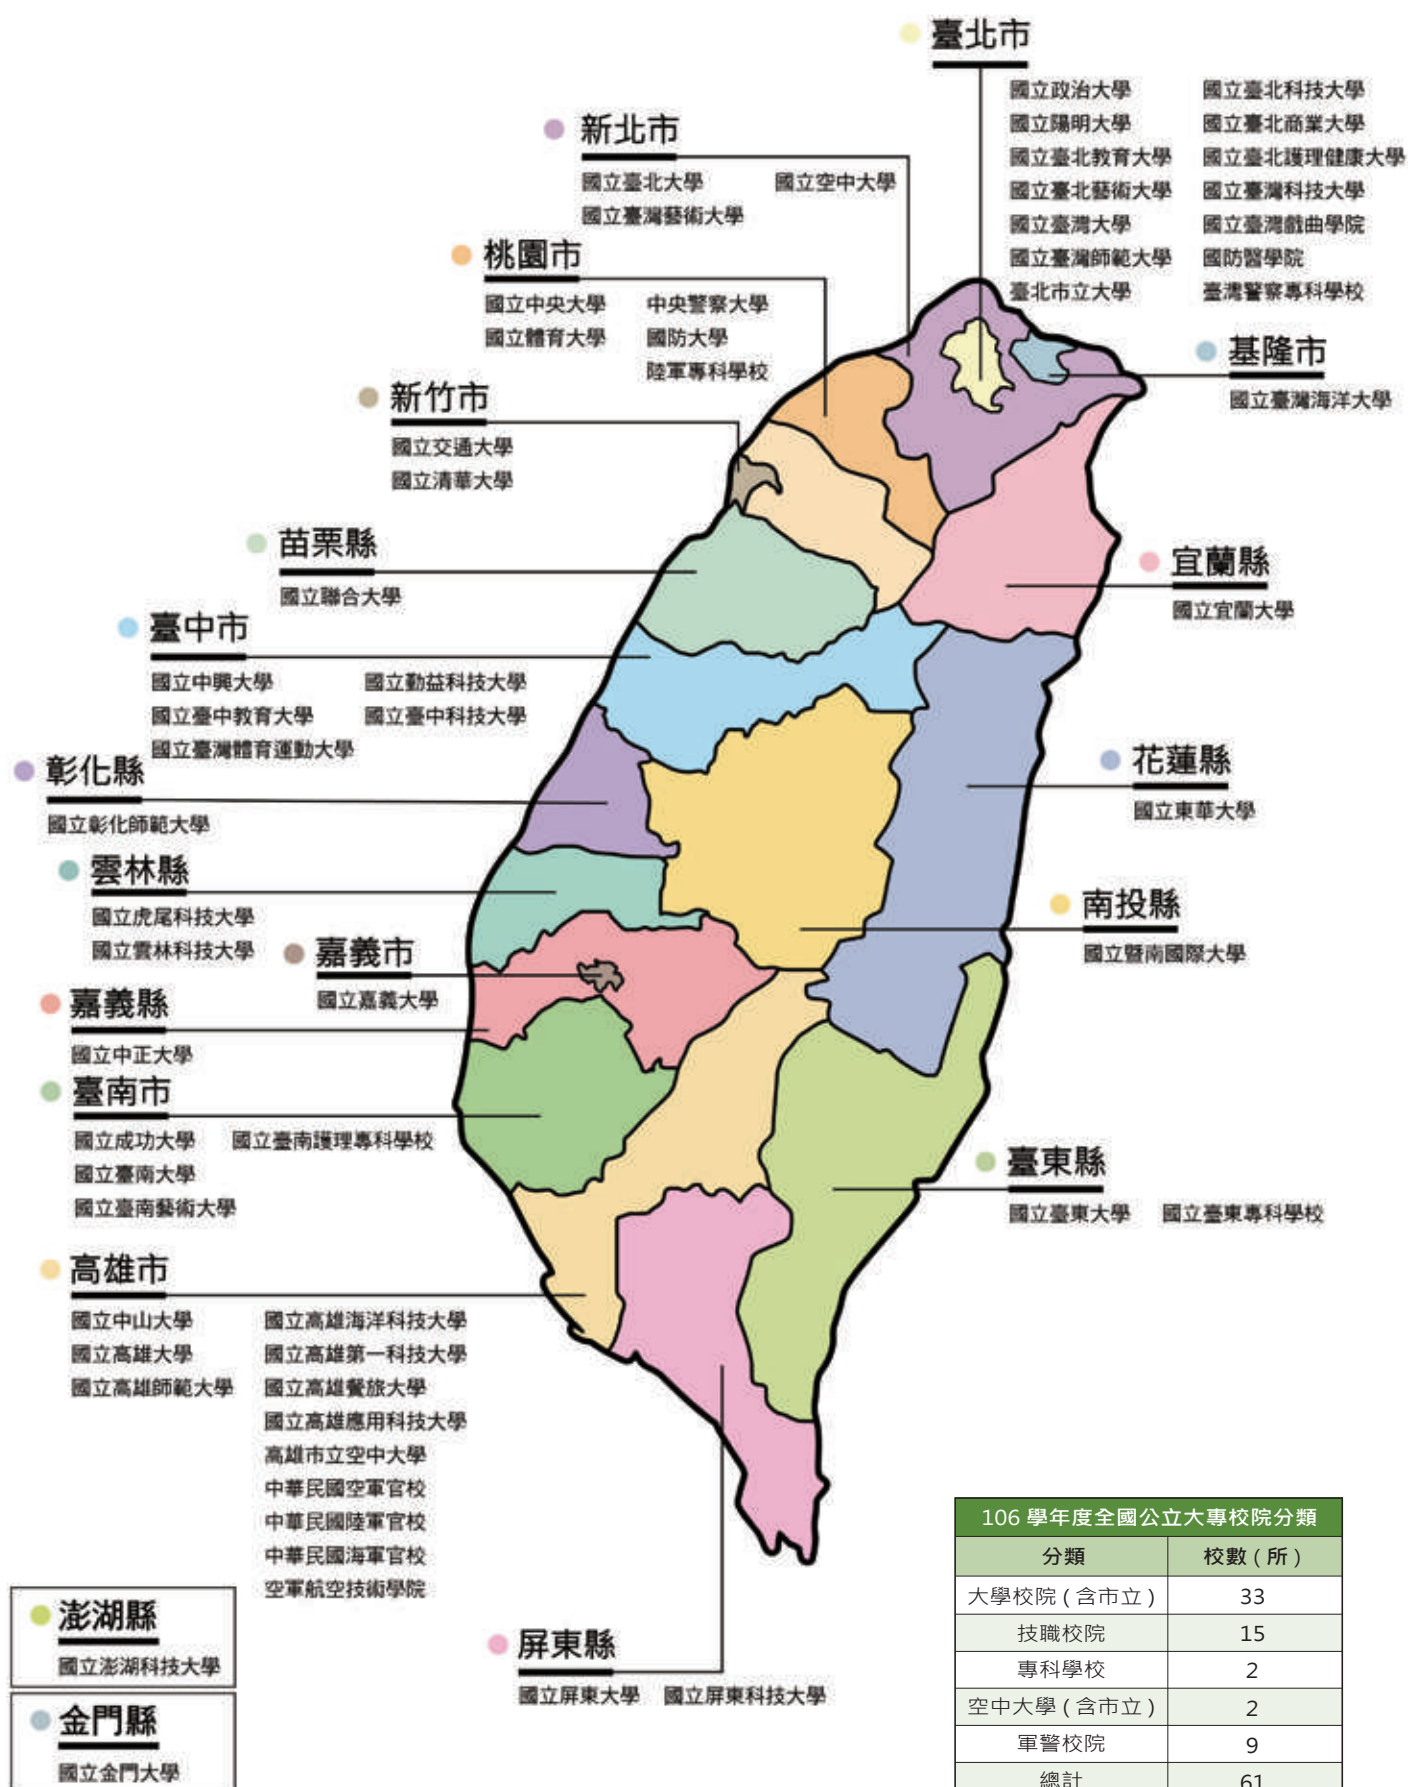 臺北市
國立政治大學 國立臺北科技大學
國立陽明大學 國立臺北商業大學
國立臺北教育大學 國立臺北護理健康大學
國立臺北藝術大學 國立臺灣科技大學
國立臺灣大學 國立臺灣戲曲學院
國立臺灣師範大學 國防醫學院
臺北市立大學 臺灣警察專科學校
新北市
國立臺北大學 國立空中大學
國立臺灣藝術大學
桃園市
國立中央大學 中央警察大學
國立體育大學 國防大學
陸軍專科學校
基隆市
國立臺灣海洋大學
新竹市
國立交通大學
國立清華大學
苗栗縣
國立聯合大學
宜蘭縣
國立宜蘭大學
臺中市
國立中興大學 國立勤益科技大學
國立臺中教育大學 國立臺中科技大學
國立臺灣體育運動大學
彰化縣
國立彰化師範大學
花蓮縣
國立東華大學
雲林縣
國立虎尾科技大學
國立雲林科技大學
南投縣
國立暨南國際大學
嘉義市
國立嘉義大學
嘉義縣
國立中正大學
臺南市
國立成功大學 國立臺南護理專科學校
國立臺南大學
國立臺南藝術大學
臺東縣
國立臺東大學 國立臺東專科學校
高雄市
國立中山大學 國立高雄海洋科技大學
國立高雄大學 國立高雄第一科技大學
國立高雄師範大學 國立高雄餐旅大學
國立高雄應用科技大學
高雄市立空中大學
中華民國空軍官校
中華民國陸軍官校
中華民國海軍官校
空軍航空技術學院
澎湖縣
國立澎湖科技大學
金門縣
國立金門大學
屏東縣
國立屏東大學 國立屏東科技大學
106 學年度全國公立大專校院分類
分類 校數 ( 所 )
大學校院 ( 含市立 ) 33
技職校院 15
專科學校 2
空中大學 ( 含市立 ) 2
軍警校院 9
總計 61